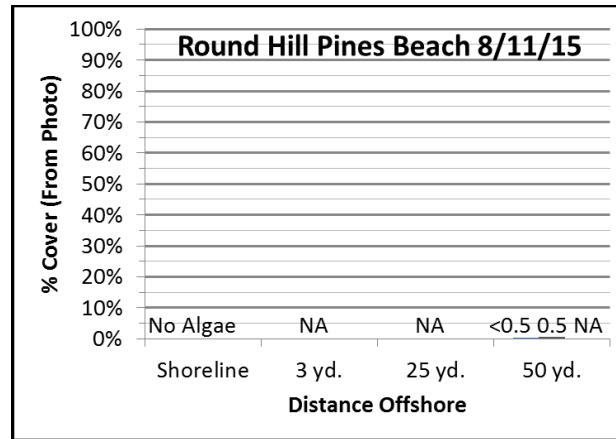 Round Hill Pines Beach 8/11/15
% Cover (From Photo)
100%
90%
80%
70%
60%
50%
40%
30%
20%
10%
0%
No Algae NA NA <0.5 0.5 NA
Shoreline 3 yd. 25 yd. 50 yd.
Distance Offshore